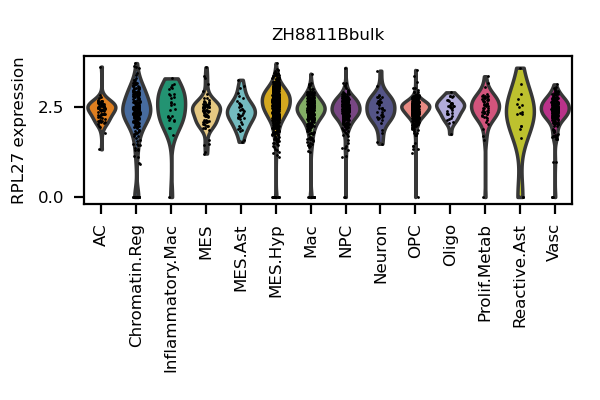 ZH8811Bbulk
RPL27 expression
2.5
0.0
AC
Chromatin.Reg
Inflammatory.Mac
MES
MES.Ast
MES.Hyp
Mac
NPC
Neuron
OPC
Oligo
Prolif.Metab
Reactive.Ast
Vasc